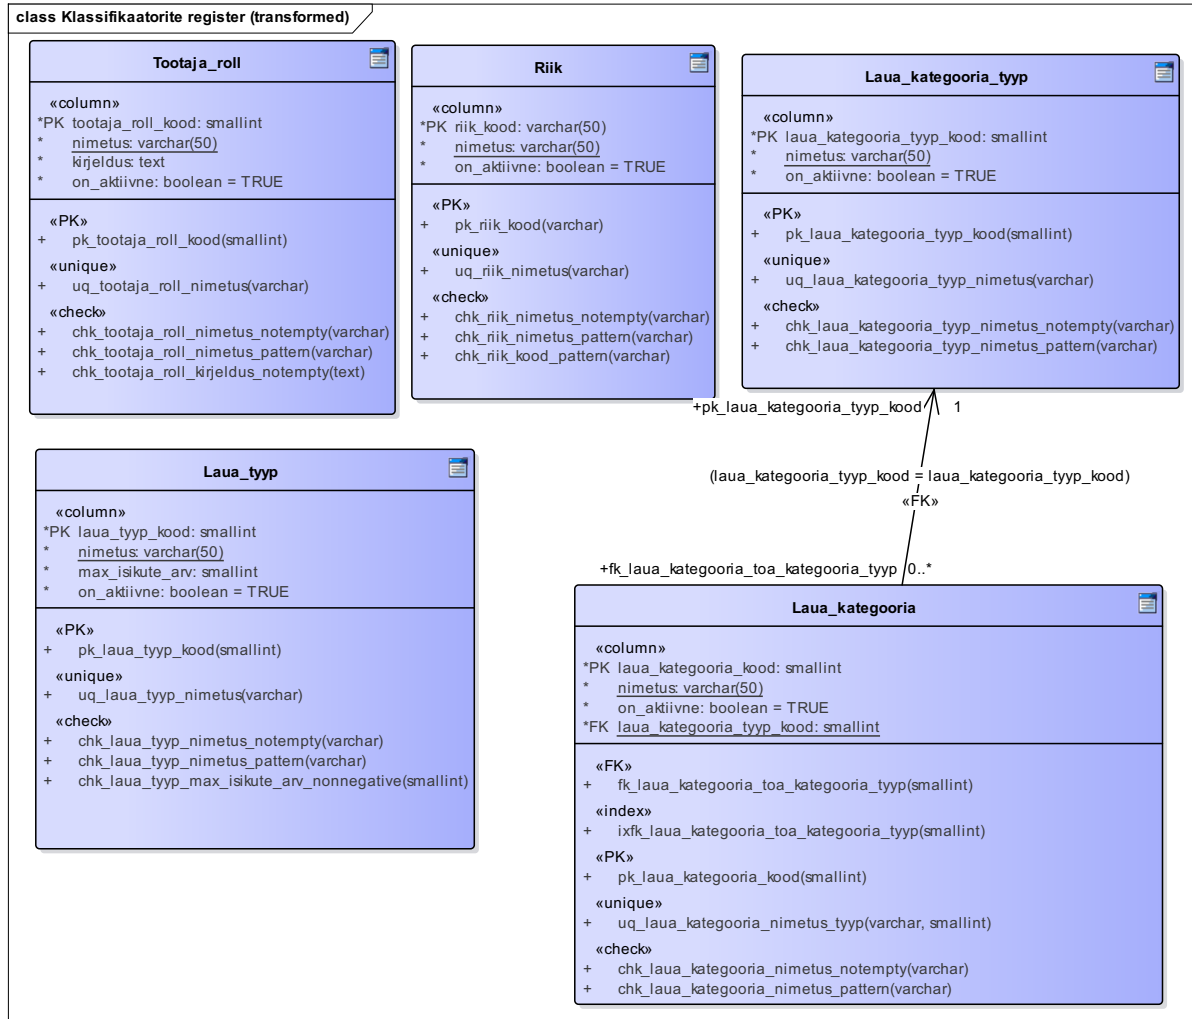 class Klassifikaatorite register (transformed)
Tootaja_roll
«column»
*PK tootaja_roll_kood: smallint
* nimetus: varchar(50)
* kirjeldus: text
* on_aktiivne: boolean = TRUE
«PK»
+ pk_tootaja_roll_kood(smallint)
«unique»
+ uq_tootaja_roll_nimetus(varchar)
«check»
+ chk_tootaja_roll_nimetus_notempty(varchar)
+ chk_tootaja_roll_nimetus_pattern(varchar)
+ chk_tootaja_roll_kirjeldus_notempty(text)
Riik
«column»
*PK riik_kood: varchar(50)
* nimetus: varchar(50)
* on_aktiivne: boolean = TRUE
«PK»
+ pk_riik_kood(varchar)
«unique»
+ uq_riik_nimetus(varchar)
«check»
+ chk_riik_nimetus_notempty(varchar)
+ chk_riik_nimetus_pattern(varchar)
+ chk_riik_kood_pattern(varchar)
Laua_kategooria_tyyp
«column»
*PK laua_kategooria_tyyp_kood: smallint
* nimetus: varchar(50)
* on_aktiivne: boolean = TRUE
«PK»
+ pk_laua_kategooria_tyyp_kood(smallint)
«unique»
+ uq_laua_kategooria_tyyp_nimetus(varchar)
«check»
+ chk_laua_kategooria_tyyp_nimetus_notempty(varchar)
+ chk_laua_kategooria_tyyp_nimetus_pattern(varchar)
+pk_laua_kategooria_tyyp_kood 1
(laua_kategooria_tyyp_kood = laua_kategooria_tyyp_kood)
«FK»
+fk_laua_kategooria_toa_kategooria_tyyp 0..*
Laua_tyyp
«column»
*PK laua_tyyp_kood: smallint
* nimetus: varchar(50)
* max_isikute_arv: smallint
* on_aktiivne: boolean = TRUE
«PK»
+ pk_laua_tyyp_kood(smallint)
«unique»
+ uq_laua_tyyp_nimetus(varchar)
«check»
+ chk_laua_tyyp_nimetus_notempty(varchar)
+ chk_laua_tyyp_nimetus_pattern(varchar)
+ chk_laua_tyyp_max_isikute_arv_nonnegative(smallint)
Laua_kategooria
«column»
*PK laua_kategooria_kood: smallint
* nimetus: varchar(50)
* on_aktiivne: boolean = TRUE
*FK laua_kategooria_tyyp_kood: smallint
«FK»
+ fk_laua_kategooria_toa_kategooria_tyyp(smallint)
«index»
+ ixfk_laua_kategooria_toa_kategooria_tyyp(smallint)
«PK»
+ pk_laua_kategooria_kood(smallint)
«unique»
+ uq_laua_kategooria_nimetus_typ(varchar, smallint)
«check»
+ chk_laua_kategooria_nimetus_notempty(varchar)
+ chk_laua_kategooria_nimetus_pattern(varchar)